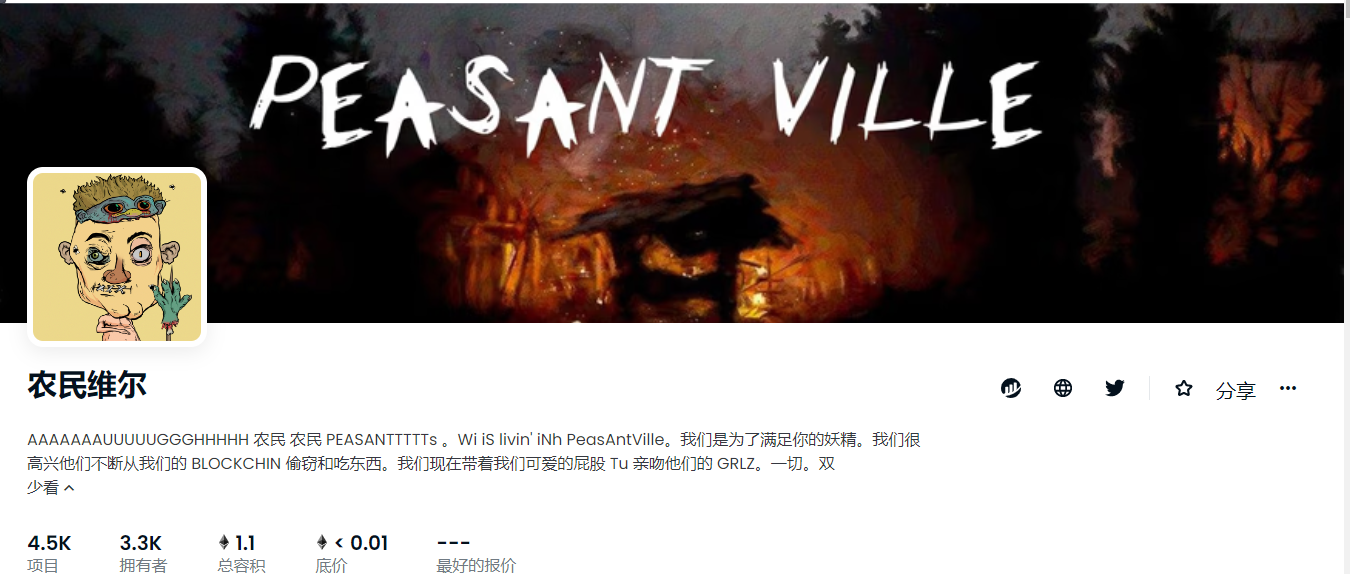 PEASANT VILLE
农民维尔
分享
AAAAAAAUUUUUGGGHHHHH 农民 农民 PEASANTTTTTs 。Wi iS livin' iNh PeasAntVille。我们是为了满足你的妖精。我们很
高兴他们不断从我们的 BLOCKCHIN 偷窃和吃东西。我们现在带着我们可爱的屁股 Tu 亲吻他们的 GRLZ。一切。双
少看
4.5K 3.3K 1.1 < 0.01 ---
项目 拥有者 总容积 底价 最好的报价